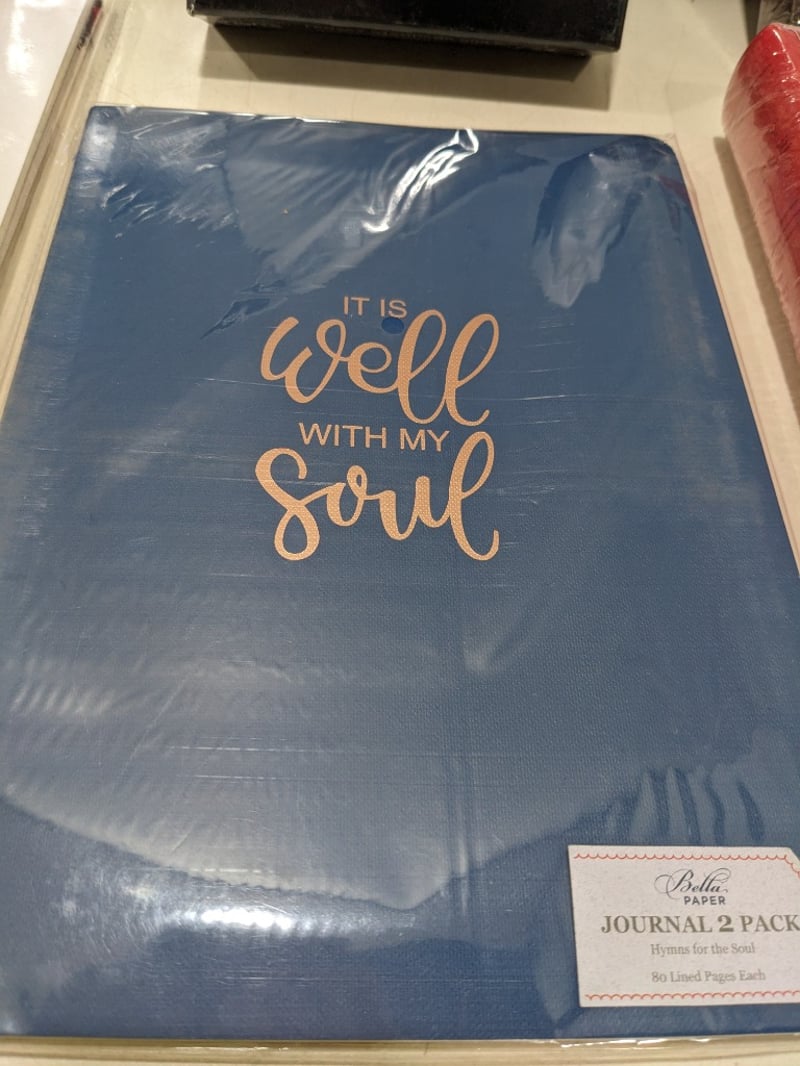 IT IS
well
WITH MY
Soul
Bella
PAPER
JOURNAL 2 PACK
Hymns for the Soul
80 Lined Pages Each